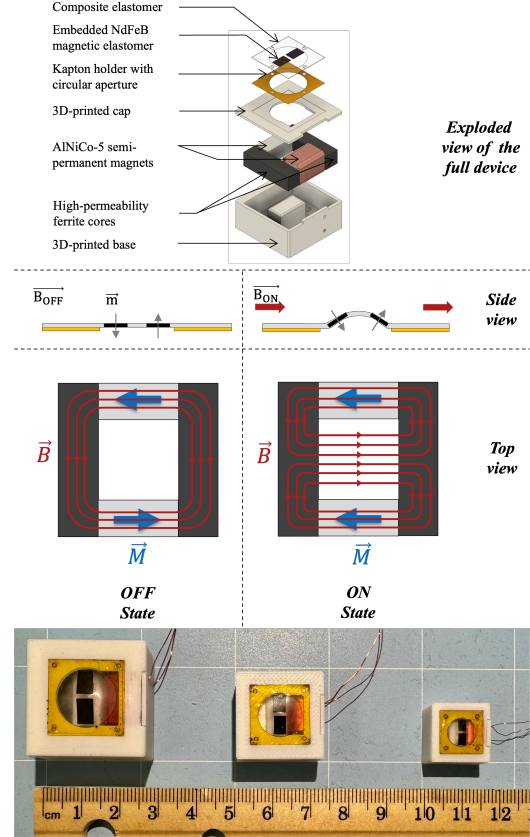 Composite elastomer
Embedded NdFeB
magnetic elastomer
Kapton holder with
circular aperture
3D-printed cap
AlNiCo-5 semi-
permanent magnets
High-permeability
ferrite cores
3D-printed base
Exploded
view of the
full device
B_OFF
m
B_ON
Side
view
B
M
B
M
Top
view
OFF
State
ON
State
cm 1 2 3 4 5 6 7 8 9 10 11 12